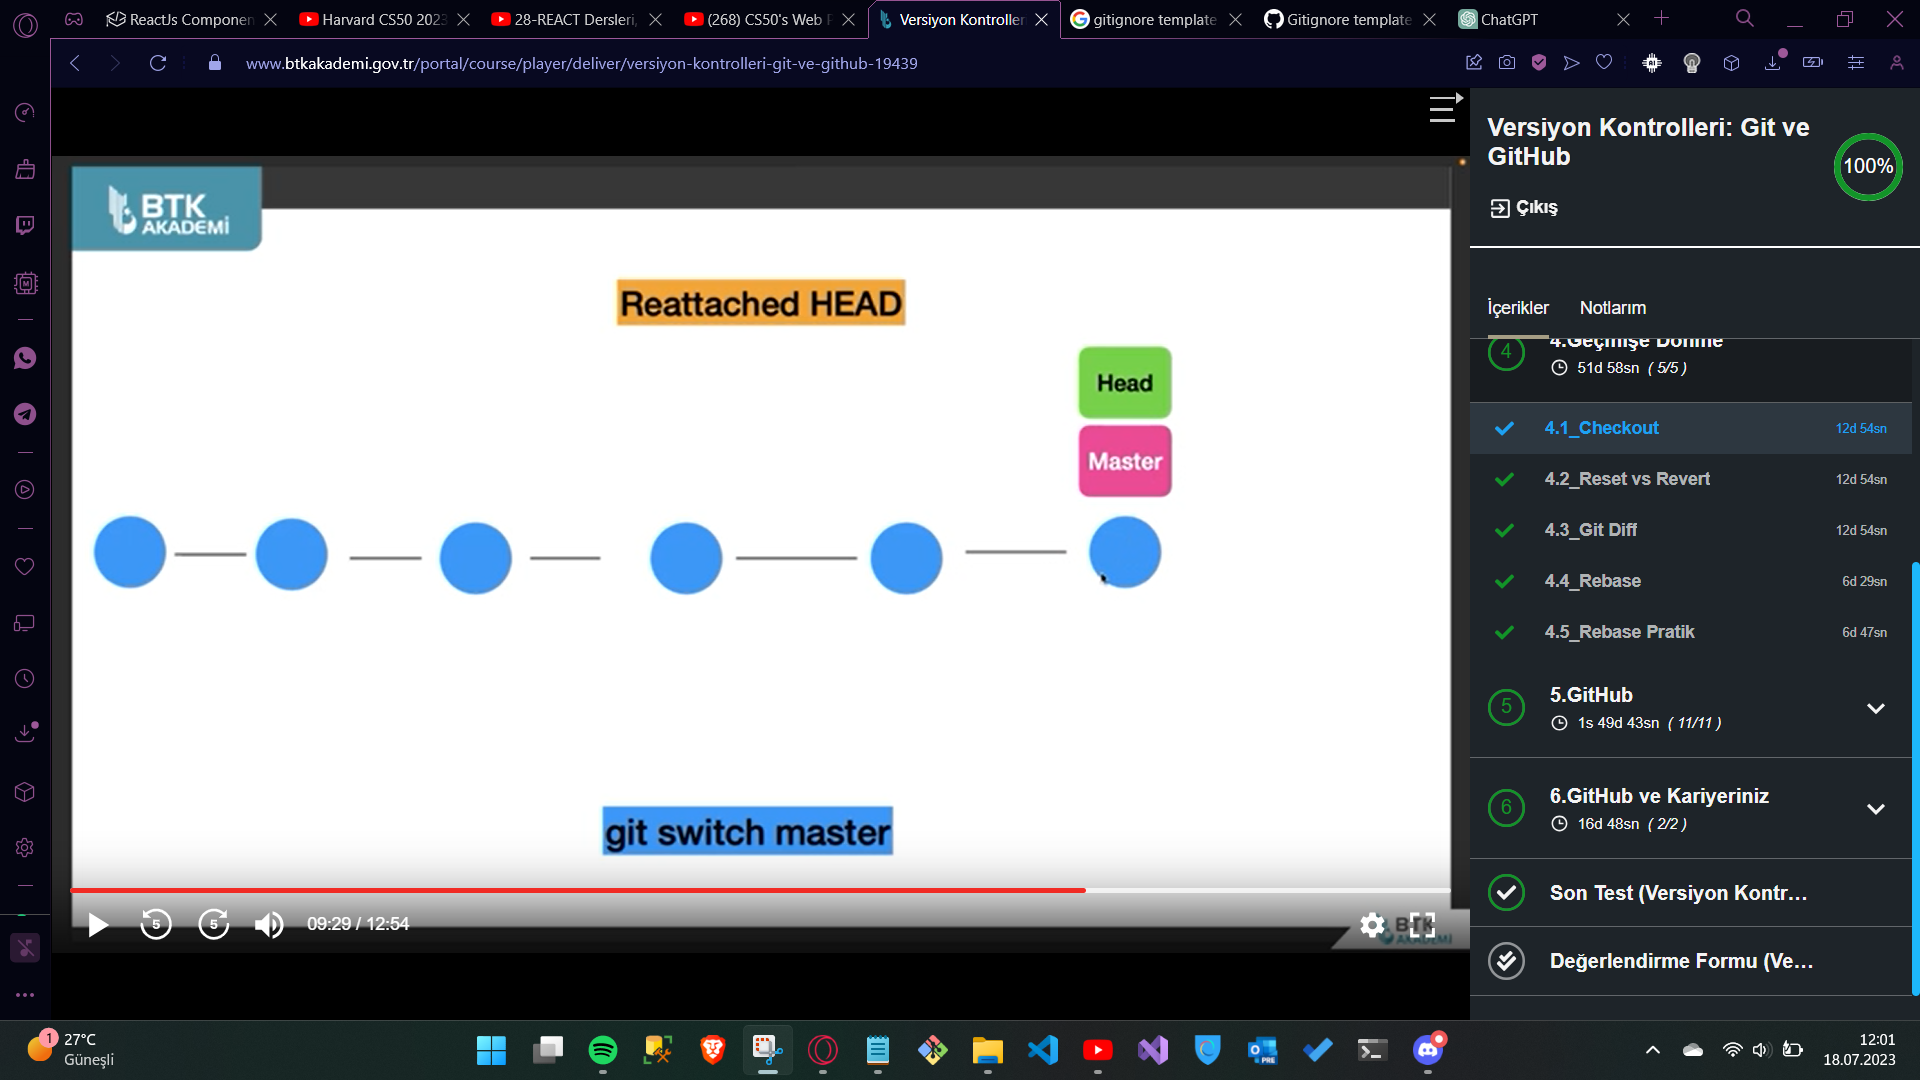 ReactJs Componen
Harvard CS50 2023
28-REACT Dersleri,
(268) CS50's Web P
Versiyon Kontroller
gitignore template
Gitignore template
ChatGPT
www.btkakademi.gov.tr/portal/course/player/deliver/versiyon-kontrolleri-git-ve-github-19439
BTK
AKADEMİ
Reattached HEAD
Head
Master
git switch master
5
5
09:29 / 12:54
BTK
AKADEMİ
Versiyon Kontrolleri: Git ve
GitHub
100%
Çıkış
İçerikler
Notlarım
4
4.Geçmişe Dönme
51d 58sn ( 5/5 )
4.1_Checkout
12d 54sn
4.2_Reset vs Revert
12d 54sn
4.3_Git Diff
12d 54sn
4.4_Rebase
6d 29sn
4.5_Rebase Pratik
6d 47sn
5
5.GitHub
1s 49d 43sn ( 11/11 )
6
6.GitHub ve Kariyeriniz
16d 48sn ( 2/2 )
Son Test (Versiyon Kontr...
Değerlendirme Formu (Ve...
1
27°C
Güneşli
PRE
12:01
18.07.2023